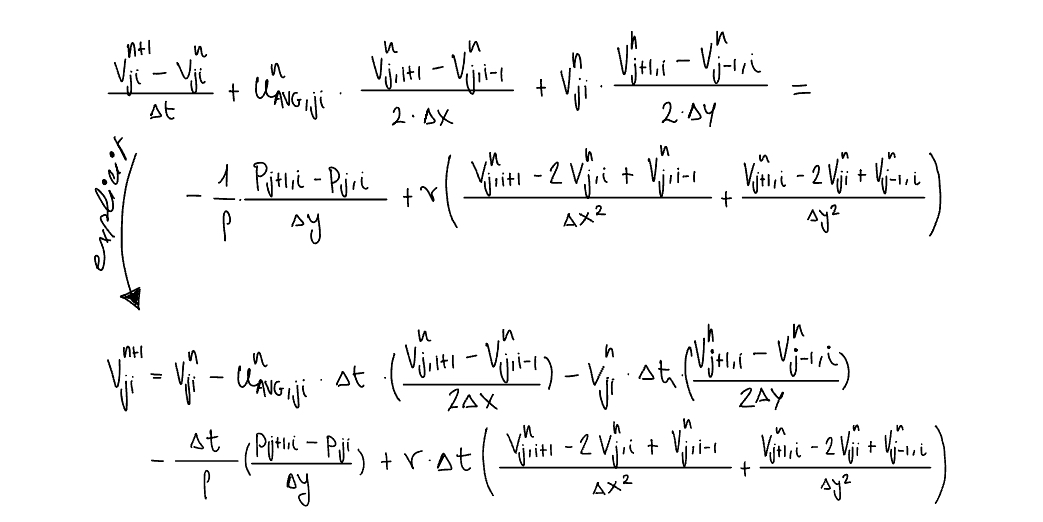 (V_{ji}^{n+1} - V_{ji}^{n})/Δt + u_{AVG,ji}^{n} · (V_{j,i+1}^{n} - V_{j,i-1}^{n})/(2·Δx) + V_{ji}^{n} · (V_{j+1,i}^{n} - V_{j-1,i}^{n})/(2·Δy) =
explicit
- 1/ρ · (P_{j+1,i} - P_{j,i})/Δy + ν((V_{j,i+1}^{n} - 2V_{j,i}^{n} + V_{j,i-1}^{n})/Δx² + (V_{j+1,i}^{n} - 2V_{ji}^{n} + V_{j-1,i}^{n})/Δy²)
V_{ji}^{n+1} = V_{ji}^{n} - u_{AVG,ji}^{n} · Δt · ((V_{j,i+1}^{n} - V_{j,i-1}^{n})/(2Δx)) - V_{ji}^{n} · Δt · ((V_{j+1,i}^{n} - V_{j-1,i}^{n})/(2Δy))
- Δt/ρ ((P_{j+1,i} - P_{ji})/Δy) + ν·Δt((V_{j,i+1}^{n} - 2V_{j,i}^{n} + V_{j,i-1}^{n})/Δx² + (V_{j+1,i}^{n} - 2V_{ji}^{n} + V_{j-1,i}^{n})/Δy²)